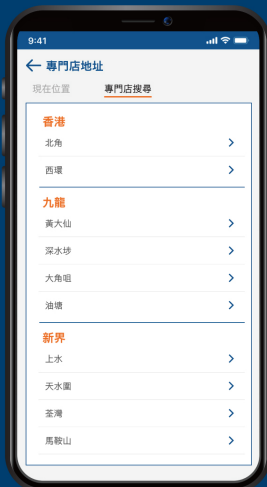 9:41
專門店地址
現在位置 專門店搜尋
香港
北角
西環
九龍
黃大仙
深水埗
大角咀
油塘
新界
上水
天水圍
荃灣
馬鞍山